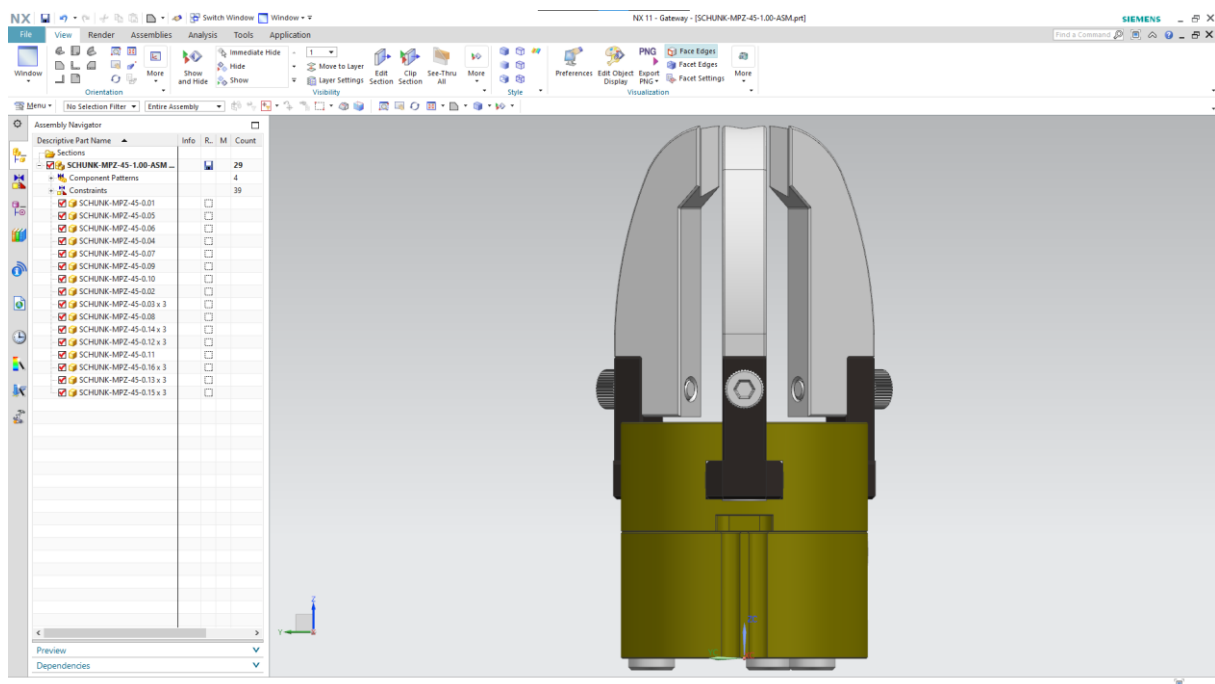 NX
Switch Window
Window
NX 11 - Gateway - [SCHUNK-MPZ-45-1.00-ASM.prt]
SIEMENS
File
View
Render
Assemblies
Analysis
Tools
Application
Find a Command
Window
More
Orientation
Show and Hide
Immediate Hide
Hide
Show
1
Move to Layer
Layer Settings
Edit Section
Clip Section
See-Thru All
More
Visibility
Style
Preferences
Edit Object Display
PNG
Export PNG
Face Edges
Facet Edges
Facet Settings
More
Visualization
Menu
No Selection Filter
Entire Assembly
Assembly Navigator
Descriptive Part Name Info R.. M Count
Sections
SCHUNK-MPZ-45-1.00-ASM ... 29
Component Patterns 4
Constraints 39
SCHUNK-MPZ-45-0.01
SCHUNK-MPZ-45-0.05
SCHUNK-MPZ-45-0.06
SCHUNK-MPZ-45-0.04
SCHUNK-MPZ-45-0.07
SCHUNK-MPZ-45-0.09
SCHUNK-MPZ-45-0.10
SCHUNK-MPZ-45-0.02
SCHUNK-MPZ-45-0.03 x 3
SCHUNK-MPZ-45-0.08
SCHUNK-MPZ-45-0.14 x 3
SCHUNK-MPZ-45-0.12 x 3
SCHUNK-MPZ-45-0.11
SCHUNK-MPZ-45-0.16 x 3
SCHUNK-MPZ-45-0.13 x 3
SCHUNK-MPZ-45-0.15 x 3
Z
Y
Preview
Dependencies